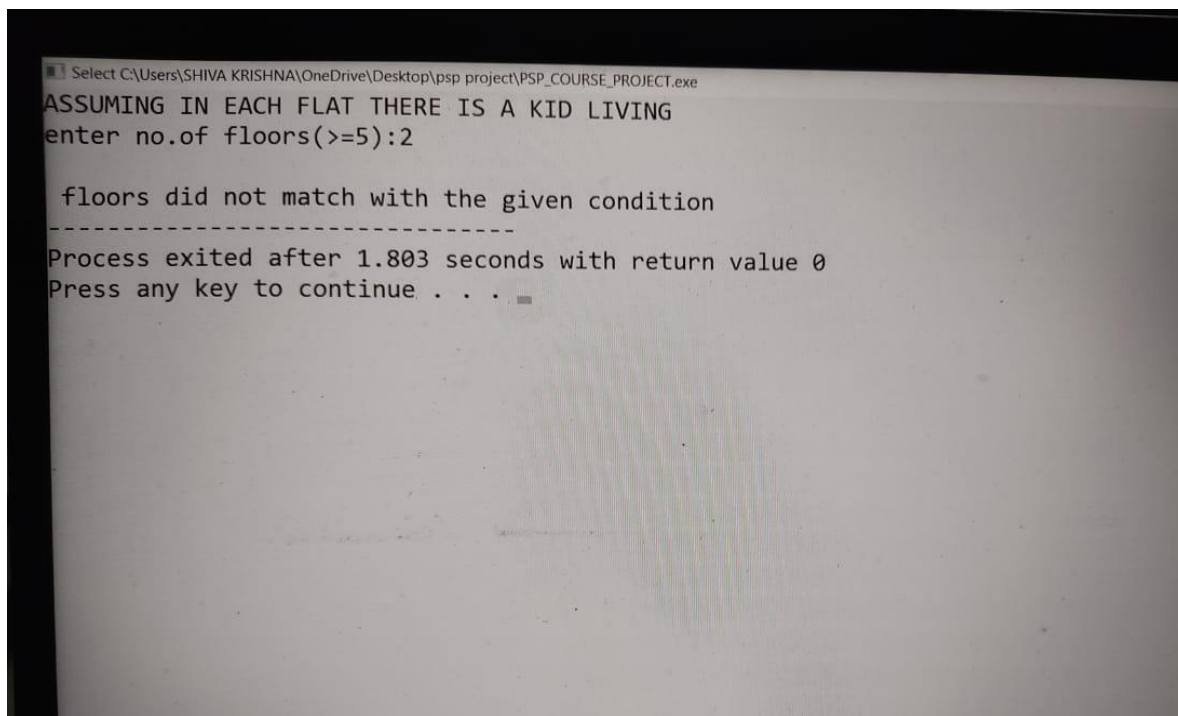 Select C:\Users\SHIVA KRISHNA\OneDrive\Desktop\psp project\PSP_COURSE_PROJECT.exe
ASSUMING IN EACH FLAT THERE IS A KID LIVING
enter no.of floors(>=5):2
floors did not match with the given condition
--------------------------------
Process exited after 1.803 seconds with return value 0
Press any key to continue . . .